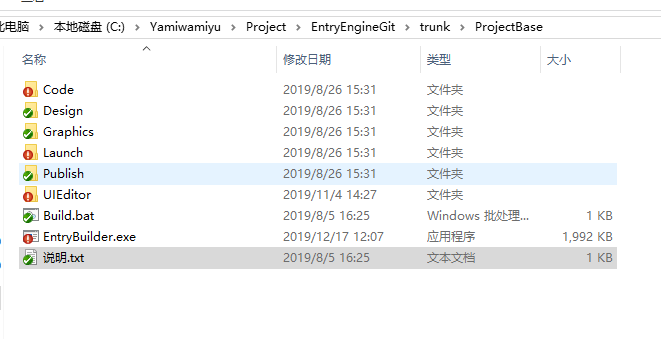 此电脑 > 本地磁盘 (C:) > Yamiwamiyu > Project > EntryEngineGit > trunk > ProjectBase
名称 修改日期 类型 大小
Code 2019/8/26 15:31 文件夹
Design 2019/8/26 15:31 文件夹
Graphics 2019/8/26 15:31 文件夹
Launch 2019/8/26 15:31 文件夹
Publish 2019/8/26 15:31 文件夹
UIEditor 2019/11/4 14:27 文件夹
Build.bat 2019/8/5 16:25 Windows 批处理... 1 KB
EntryBuilder.exe 2019/12/17 12:07 应用程序 1,992 KB
说明.txt 2019/8/5 16:25 文本文档 1 KB